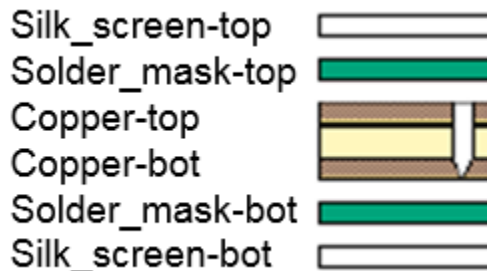 Silk_screen-top
Solder_mask-top
Copper-top
Copper-bot
Solder_mask-bot
Silk_screen-bot